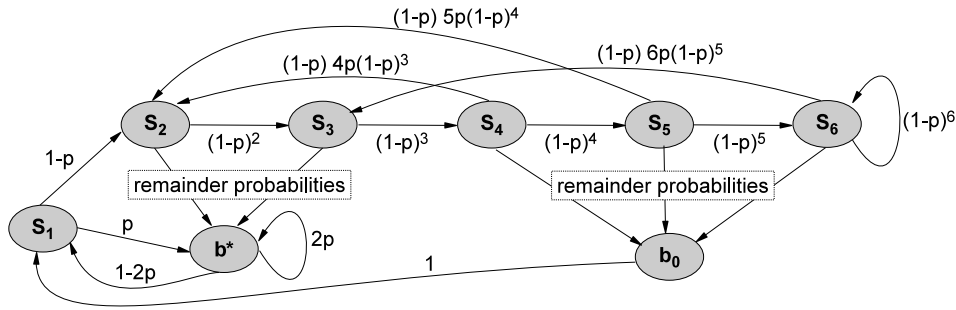 (1-p) 5p(1-p)⁴
(1-p) 6p(1-p)⁵
(1-p) 4p(1-p)³
S₂
S₃
S₄
S₅
S₆
(1-p)²
(1-p)³
(1-p)⁴
(1-p)⁵
(1-p)⁶
1-p
remainder probabilities
remainder probabilities
S₁
p
b*
2p
1-2p
1
b₀